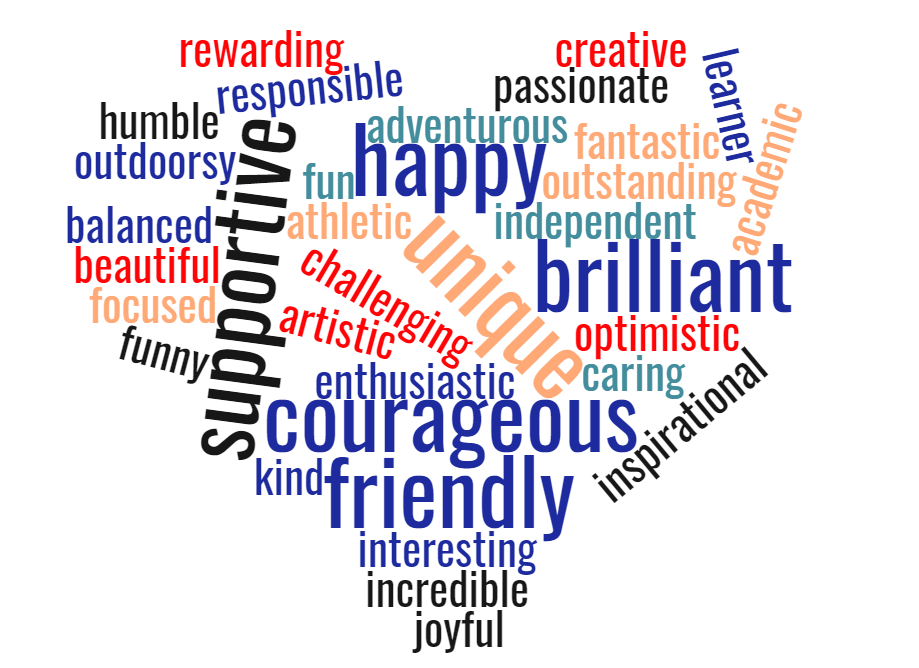 rewarding
creative
learner
responsible
passionate
academic
humble
adventurous
fantastic
outdoorsy
supportive
happy
fun
outstanding
balanced
athletic
unique
independent
beautiful
challenging
brilliant
focused
artistic
optimistic
funny
enthusiastic
caring
inspirational
courageous
kind
friendly
interesting
incredible
joyful